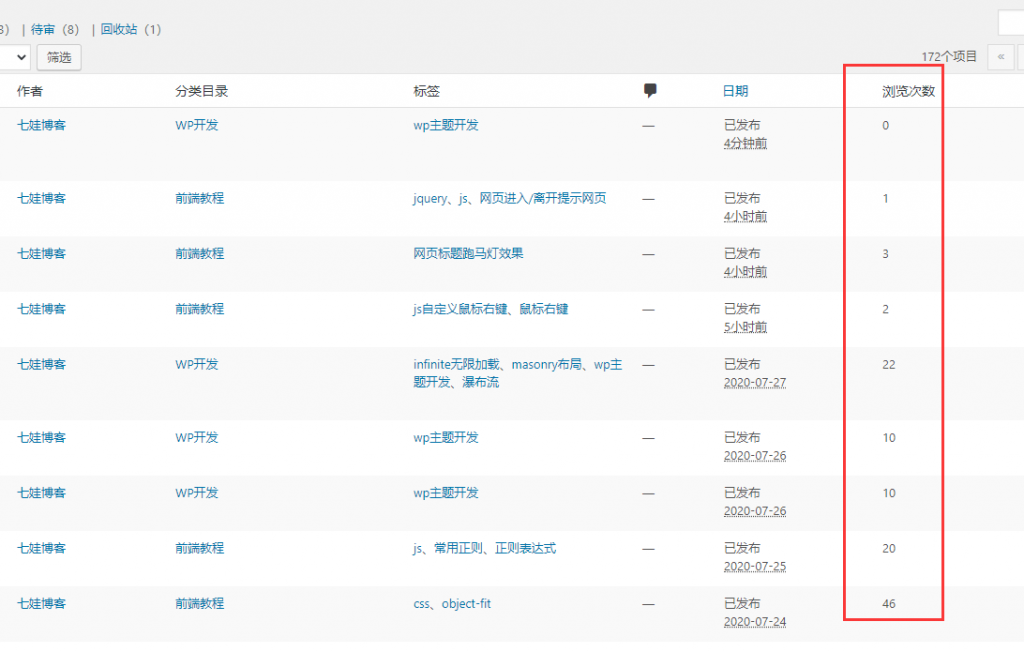 3） | 待审（8） | 回收站（1）
筛选 172个项目 «
作者 分类目录 标签 日期 浏览次数
七娃博客 WP开发 wp主题开发 — 已发布 0
4分钟前
七娃博客 前端教程 jquery、js、网页进入/离开提示网页 — 已发布 1
4小时前
七娃博客 前端教程 网页标题跑马灯效果 — 已发布 3
4小时前
七娃博客 前端教程 js自定义鼠标右键、鼠标右键 — 已发布 2
5小时前
七娃博客 WP开发 infinite无限加载、masonry布局、wp主 — 已发布 22
题开发、瀑布流 2020-07-27
七娃博客 WP开发 wp主题开发 — 已发布 10
2020-07-26
七娃博客 WP开发 wp主题开发 — 已发布 10
2020-07-26
七娃博客 前端教程 js、常用正则、正则表达式 — 已发布 20
2020-07-25
七娃博客 前端教程 css、object-fit — 已发布 46
2020-07-24